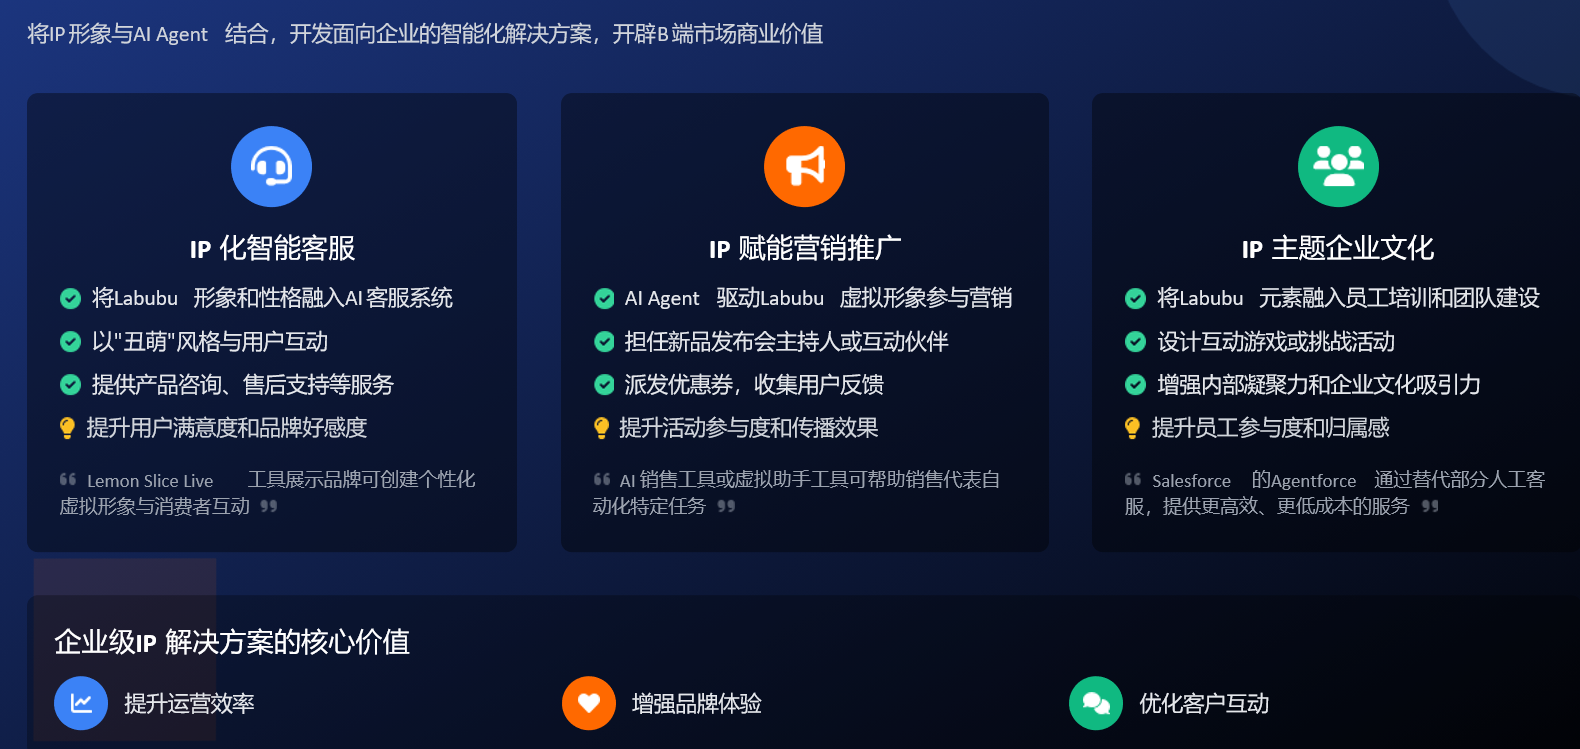 将IP 形象与AI Agent 结合，开发面向企业的智能化解决方案，开辟B 端市场商业价值
IP 化智能客服
将Labubu 形象和性格融入AI 客服系统
以"丑萌"风格与用户互动
提供产品咨询、售后支持等服务
提升用户满意度和品牌好感度
“ Lemon Slice Live 工具展示品牌可创建个性化
虚拟形象与消费者互动 ”
IP 赋能营销推广
AI Agent 驱动Labubu 虚拟形象参与营销
担任新品发布会主持人或互动伙伴
派发优惠券，收集用户反馈
提升活动参与度和传播效果
“ AI 销售工具或虚拟助手工具可帮助销售代表自
动化特定任务 ”
IP 主题企业文化
将Labubu 元素融入员工培训和团队建设
设计互动游戏或挑战活动
增强内部凝聚力和企业文化吸引力
提升员工参与度和归属感
“ Salesforce 的Agentforce 通过替代部分人工客
服，提供更高效、更低成本的服务 ”
企业级IP 解决方案的核心价值
提升运营效率
增强品牌体验
优化客户互动